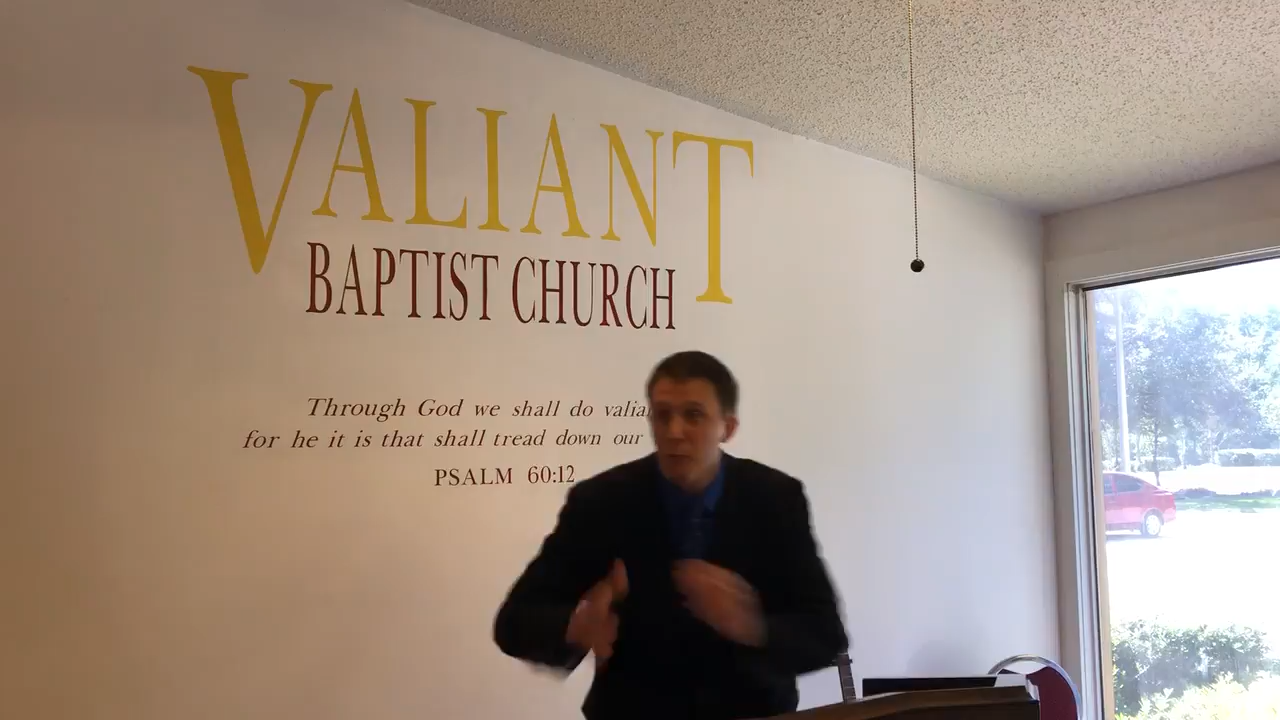 VALIANT
BAPTIST CHURCH
Through God we shall do
for he it is that shall tread down our
PSALM 60:12